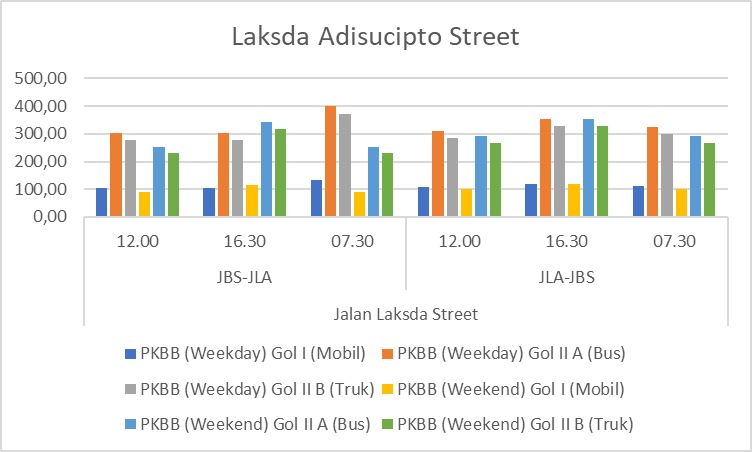 Laksda Adisucipto Street
500,00
400,00
300,00
200,00
100,00
0,00
12.00 16.30 07.30 12.00 16.30 07.30
JBS-JLA JLA-JBS
Jalan Laksda Street
PKBB (Weekday) Gol I (Mobil) PKBB (Weekday) Gol II A (Bus)
PKBB (Weekday) Gol II B (Truk) PKBB (Weekend) Gol I (Mobil)
PKBB (Weekend) Gol II A (Bus) PKBB (Weekend) Gol II B (Truk)